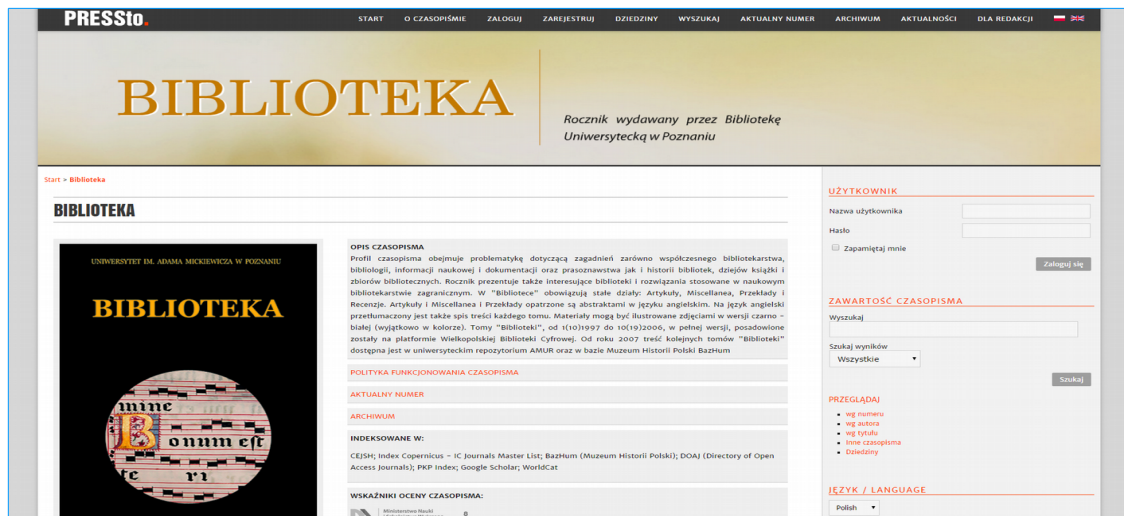 PRESSto.
START O CZASOPIŚMIE ZALOGUJ ZAREJESTRUJ DZIEDZINY WYSZUKAJ AKTUALNY NUMER ARCHIWUM AKTUALNOŚCI DLA REDAKCJI
BIBLIOTEKA
Rocznik wydawany przez Bibliotekę
Uniwersytecką w Poznaniu
Start > Biblioteka
BIBLIOTEKA
UNIWERSYTET IM. ADAMA MICKIEWICZA W POZNANIU
BIBLIOTEKA
mine
B onum est
te
OPIS CZASOPISMA
Profil czasopisma obejmuje problematykę dotyczącą zagadnień zarówno współczesnego bibliotekarstwa,
bibliologii, informacji naukowej i dokumentacji oraz prasoznawstwa jak i historii bibliotek, dziejów książki i
zbiorów bibliotecznych. Rocznik prezentuje także interesujące biblioteki i rozwiązania stosowane w naukowym
bibliotekarstwie zagranicznym. W "Bibliotece" obowiązują stałe działy: Artykuły, Miscellanea, Przekłady i
Recenzje. Artykuły i Miscellanea i Przekłady opatrzone są abstraktami w języku angielskim. Na język angielski
przetłumaczony jest także spis treści każdego tomu. Materiały mogą być ilustrowane zdjęciami w wersji czarno –
białej (wyjątkowo w kolorze). Tomy "Biblioteki", od 1(10)1997 do 10(19)2006, w pełnej wersji, posadowione
zostały na platformie Wielkopolskiej Biblioteki Cyfrowej. Od roku 2007 treść kolejnych tomów "Biblioteki"
dostępna jest w uniwersyteckim repozytorium AMUR oraz w bazie Muzeum Historii Polski BazHum
POLITYKA FUNKCJONOWANIA CZASOPISMA
AKTUALNY NUMER
ARCHIWUM
INDEKSOWANE W:
CEJSH; Index Copernicus – IC Journals Master List; BazHum (Muzeum Historii Polski); DOAJ (Directory of Open
Access Journals); PKP Index; Google Scholar; WorldCat
WSKAŹNIKI OCENY CZASOPISMA:
Ministerstwo Nauki
UŻYTKOWNIK
Nazwa użytkownika
Hasło
Zapamiętaj mnie
Zaloguj się
ZAWARTOŚĆ CZASOPISMA
Wyszukaj
Szukaj wyników
Wszystkie
Szukaj
PRZEGLĄDAJ
wg numeru
wg autora
wg tytułu
Inne czasopisma
Dziedziny
JĘZYK / LANGUAGE
Polish